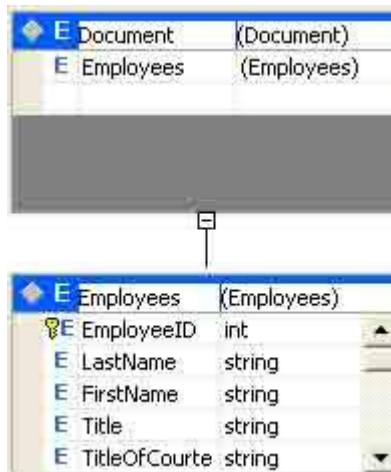 E Document (Document)
E Employees (Employees)
E Employees (Employees)
E EmployeeID int
E LastName string
E FirstName string
E Title string
E TitleOfCourte string